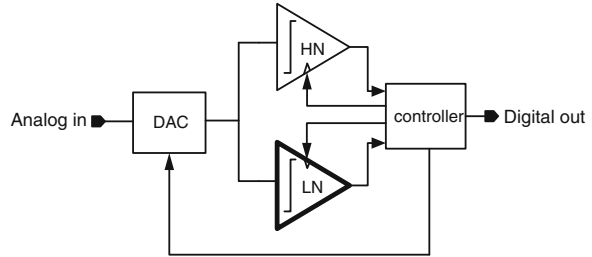 HN
Analog in
DAC
controller
Digital out
LN